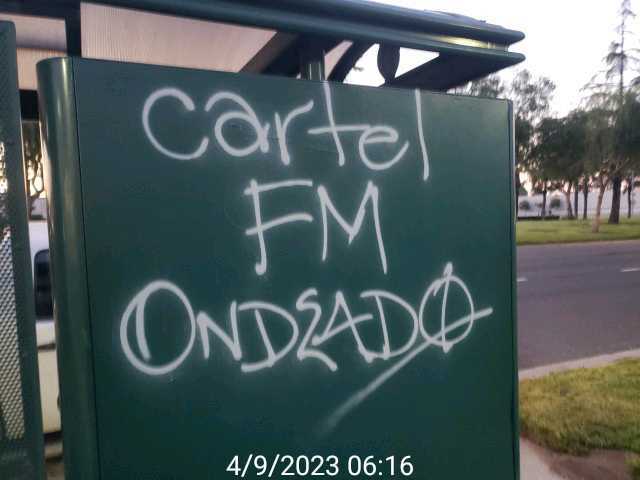 cartel
FM
ONDEADO
4/9/2023 06:16